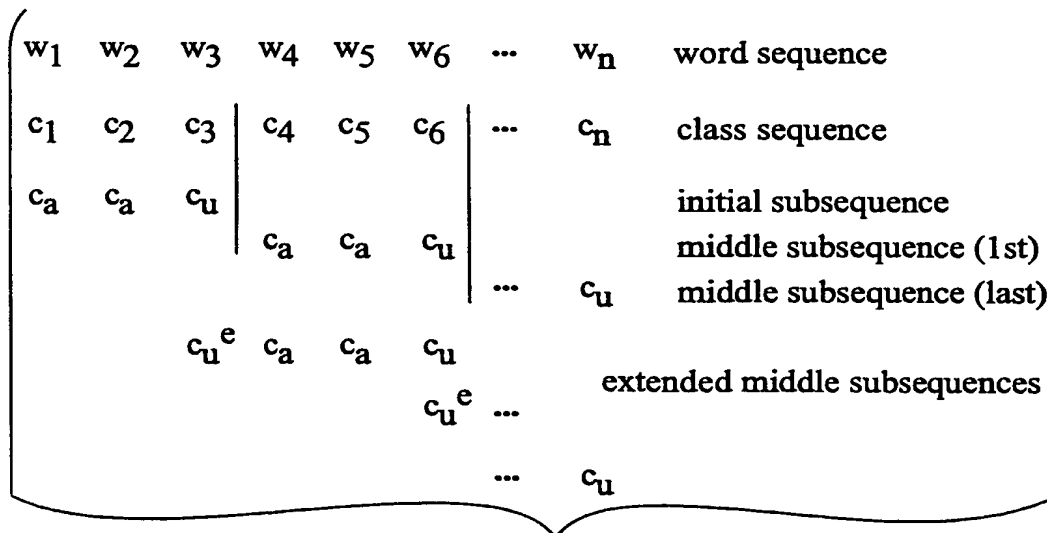 w1 w2 w3 w4 w5 w6 ... wn word sequence
c1 c2 c3 c4 c5 c6 ... cn class sequence
ca ca cu initial subsequence
ca ca cu middle subsequence (1st)
... cu middle subsequence (last)
cu^e ca ca cu
extended middle subsequences
cu^e ...
... cu